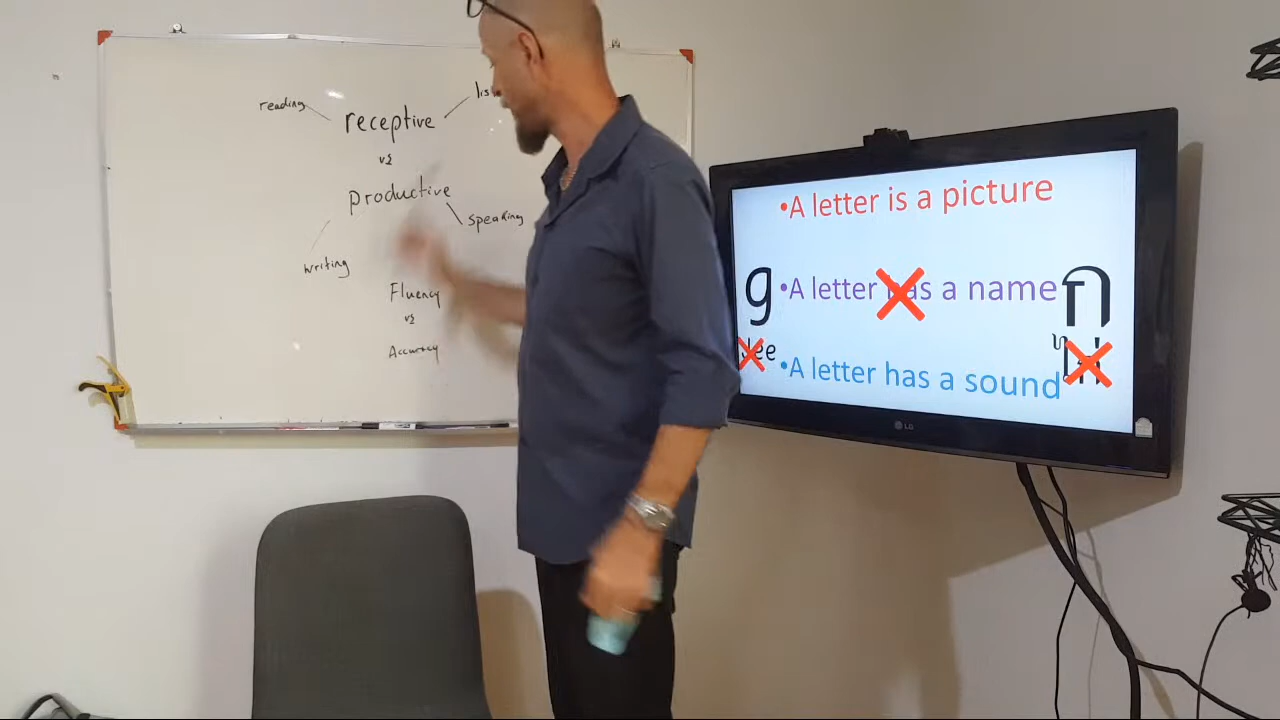 reading
receptive
vs
productive
speaking
writing
Fluency
vs
Accuracy
•A letter is a picture
g •A letter has a name ก
•A letter has a sound
LG